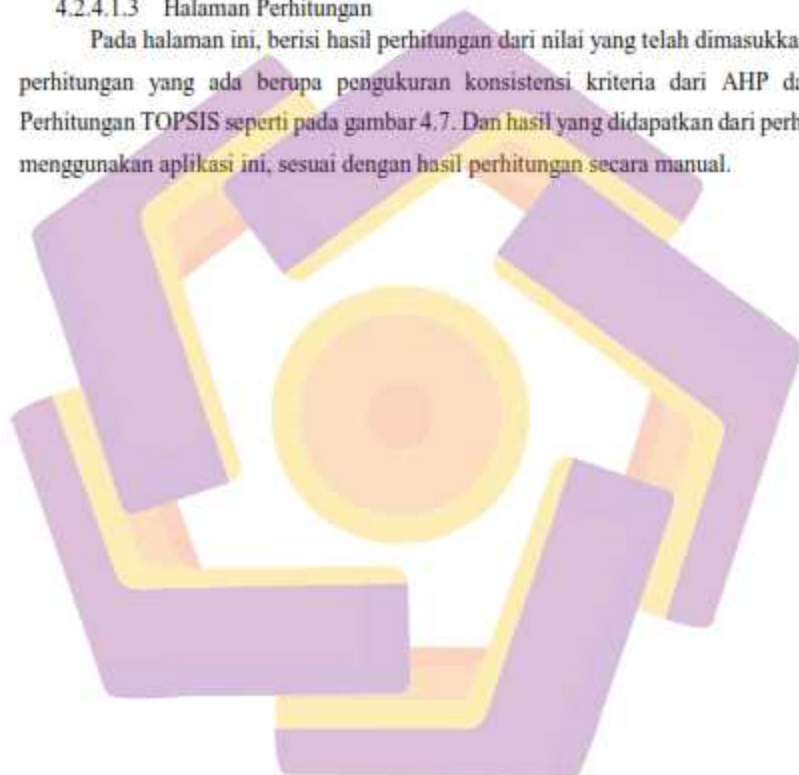 4.2.4.1.3 Halaman Perhitungan
Pada halaman ini, berisi hasil perhitungan dari nilai yang telah dimasukka
perhitungan yang ada berupa pengukuran konsistensi kriteria dari AHP da
Perhitungan TOPSIS seperti pada gambar 4.7. Dan hasil yang didapatkan dari perh
menggunakan aplikasi ini, sesuai dengan hasil perhitungan secara manual.